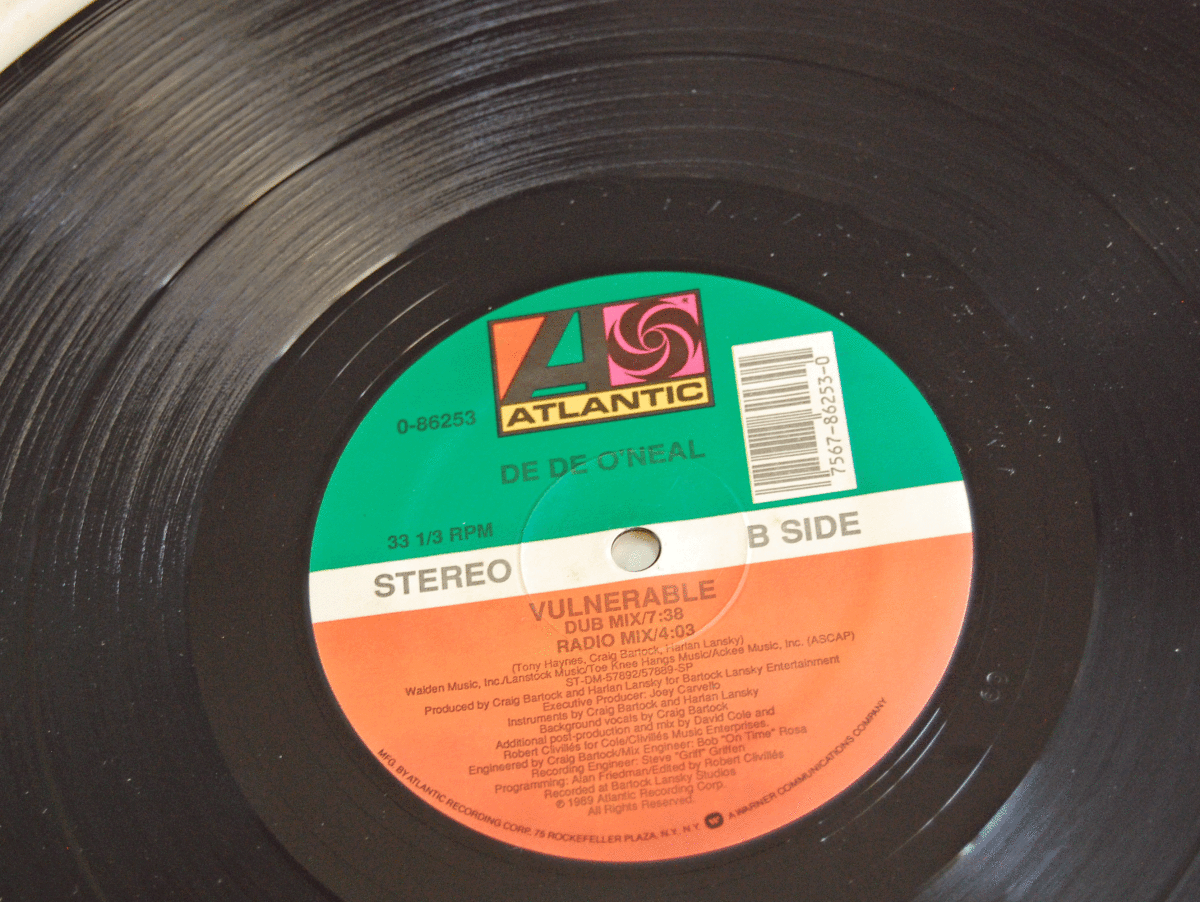 ATLANTIC
0-86253
DE DE O'NEAL
7567-86253-0
33 1/3 RPM
STEREO
B SIDE
VULNERABLE
DUB MIX/7:38
RADIO MIX/4:03
(Tony Haynes, Craig Bartock, Harlan Lansky)
Walden Music, Inc./Lanstock Music/Toe Knee Hangs Music/Ackee Music, Inc. (ASCAP)
ST-DM-57892/57889-SP
Produced by Craig Bartock and Harlan Lansky for Bartock Lansky Entertainment
Executive Producer: Joey Carvello
Instruments by Craig Bartock and Harlan Lansky
Background vocals by Craig Bartock
Additional post-production and mix by David Cole and
Robert Clivillés for Cole/Clivillés Music Enterprises.
Engineered by Craig Bartock/Mix Engineer: Bob "On Time" Rosa
Recording Engineer: Steve "Griff" Griffen
Programming: Alan Friedman/Edited by Robert Clivillés
Recorded at Bartock Lansky Studios
℗ 1989 Atlantic Recording Corp.
All Rights Reserved.
MFG. BY ATLANTIC RECORDING CORP. 75 ROCKEFELLER PLAZA, N.Y. N.Y. W A WARNER COMMUNICATIONS COMPANY